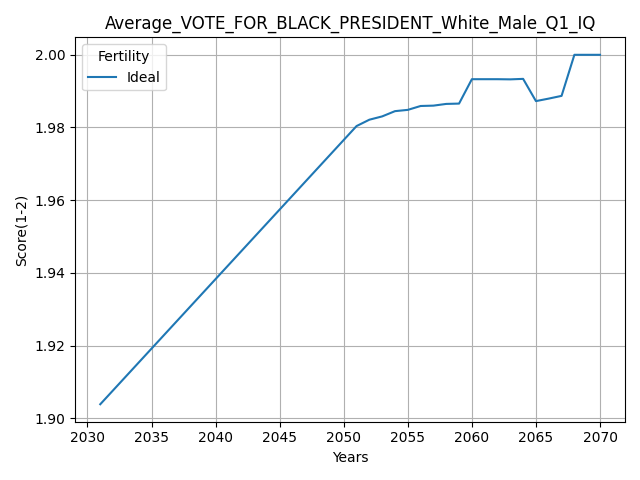 Average_VOTE_FOR_BLACK_PRESIDENT_White_Male_Q1_IQ
Fertility
Ideal
Score(1-2)
2.00
1.98
1.96
1.94
1.92
1.90
2030 2035 2040 2045 2050 2055 2060 2065 2070
Years